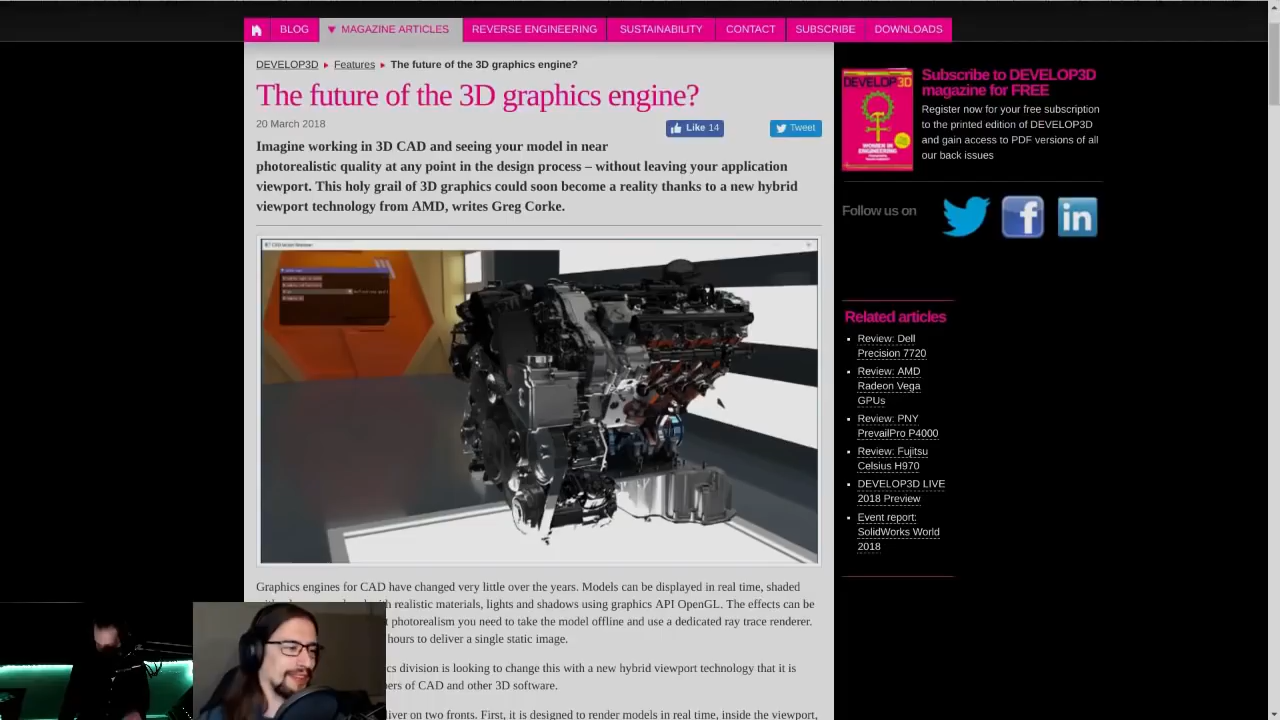 BLOG
MAGAZINE ARTICLES
REVERSE ENGINEERING
SUSTAINABILITY
CONTACT
SUBSCRIBE
DOWNLOADS
DEVELOP3D Features The future of the 3D graphics engine?
The future of the 3D graphics engine?
20 March 2018
Like 14
Tweet
Imagine working in 3D CAD and seeing your model in near
photorealistic quality at any point in the design process – without leaving your application
viewport. This holy grail of 3D graphics could soon become a reality thanks to a new hybrid
viewport technology from AMD, writes Greg Corke.
Graphics engines for CAD have changed very little over the years. Models can be displayed in real time, shaded
realistic materials, lights and shadows using graphics API OpenGL. The effects can be
photorealism you need to take the model offline and use a dedicated ray trace renderer.
hours to deliver a single static image.
division is looking to change this with a new hybrid viewport technology that it is
of CAD and other 3D software.
on two fronts. First, it is designed to render models in real time, inside the viewport,
DEVELOP3D
WOMEN IN
ENGINEERING
Subscribe to DEVELOP3D
magazine for FREE
Register now for your free subscription
to the printed edition of DEVELOP3D
and gain access to PDF versions of all
our back issues
Follow us on
in
Related articles
Review: Dell
Precision 7720
Review: AMD
Radeon Vega
GPUs
Review: PNY
PrevailPro P4000
Review: Fujitsu
Celsius H970
DEVELOP3D LIVE
2018 Preview
Event report:
SolidWorks World
2018